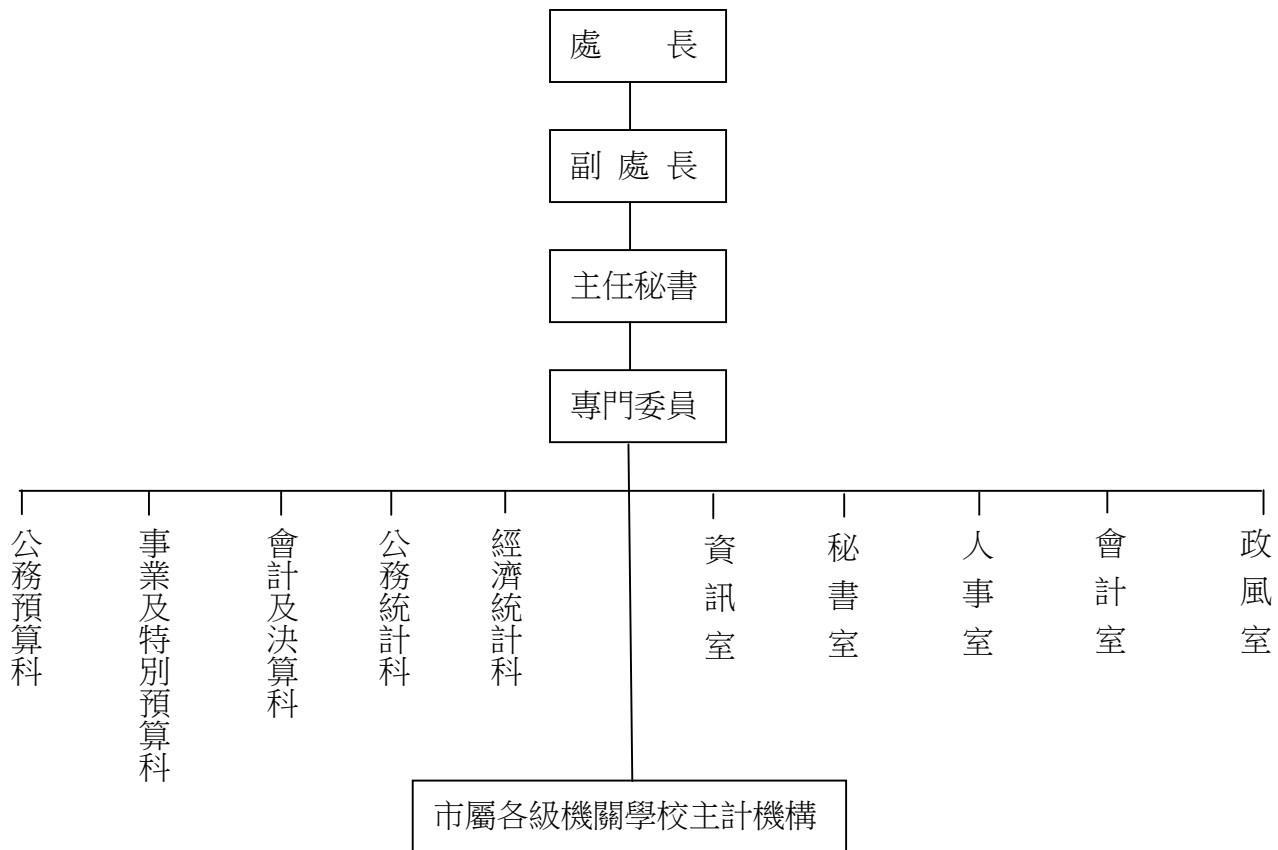 處長
副處長
主任秘書
專門委員
公務預算科
事業及特別預算科
會計及決算科
公務統計科
經濟統計科
資訊室
秘書室
人事室
會計室
政風室
市屬各級機關學校主計機構